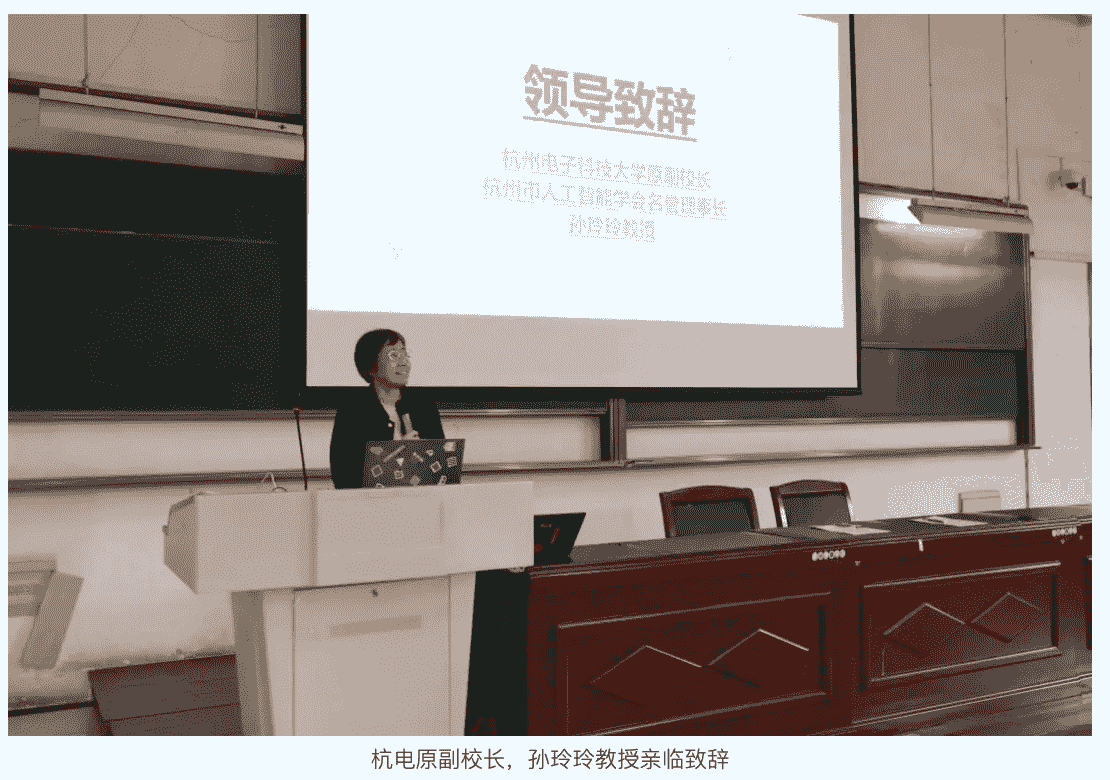 领导致辞
杭州电子科技大学原副校长
杭州市人工智能学会名誉理事长
孙玲玲教授
杭电原副校长，孙玲玲教授亲临致辞